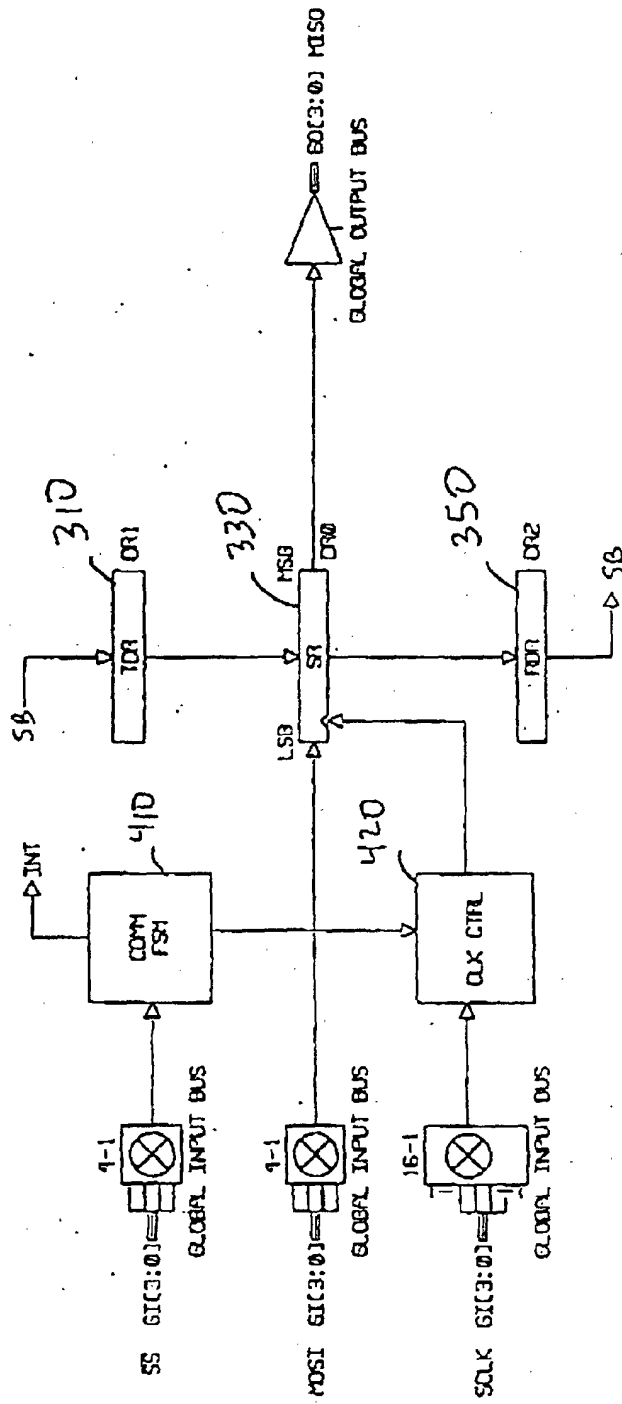 SB
310
TDR
DR1
INT
410
COMM
FSM
SS GI[3:0]
4-1
GLOBAL INPUT BUS
330
LSB
SR
MSB
DR0
GO[3:0] MISO
GLOBAL OUTPUT BUS
MOSI GI[3:0]
4-1
GLOBAL INPUT BUS
420
CLK CTRL
350
RDR
DR2
SB
SCLK GI[3:0]
16-1
GLOBAL INPUT BUS